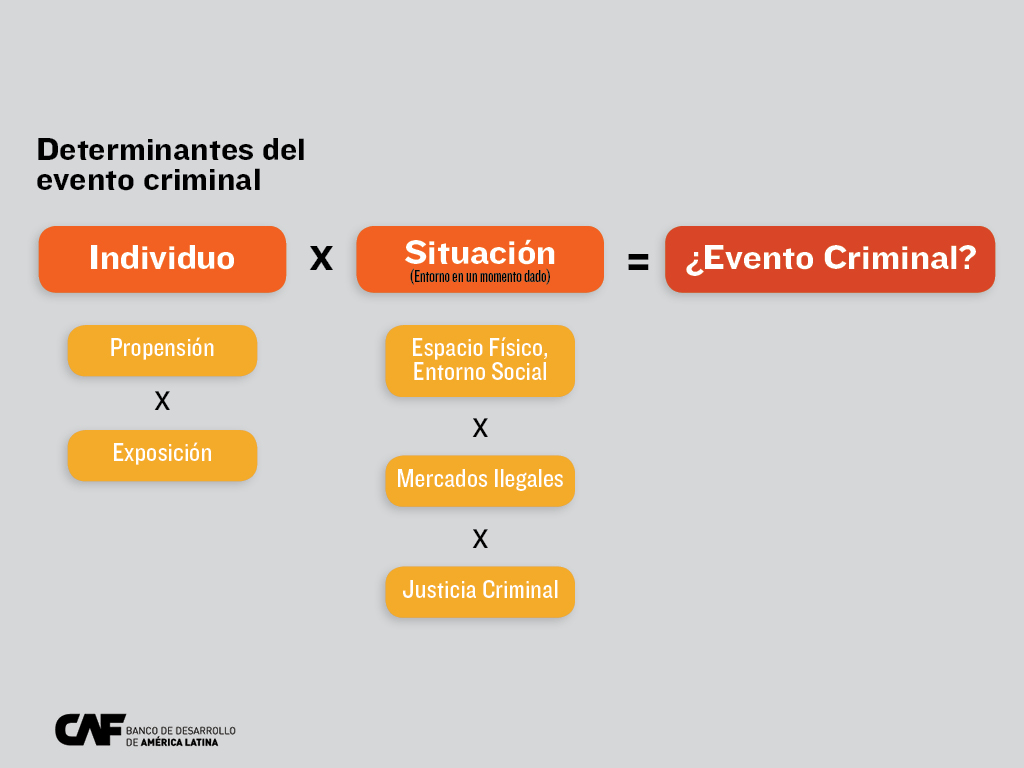 Determinantes del
evento criminal
Individuo
X
Situación
(Entorno en un momento dado)
=
¿Evento Criminal?
Propensión
X
Exposición
Espacio Físico,
Entorno Social
X
Mercados Ilegales
X
Justicia Criminal
CAF BANCO DE DESARROLLO
DE AMÉRICA LATINA